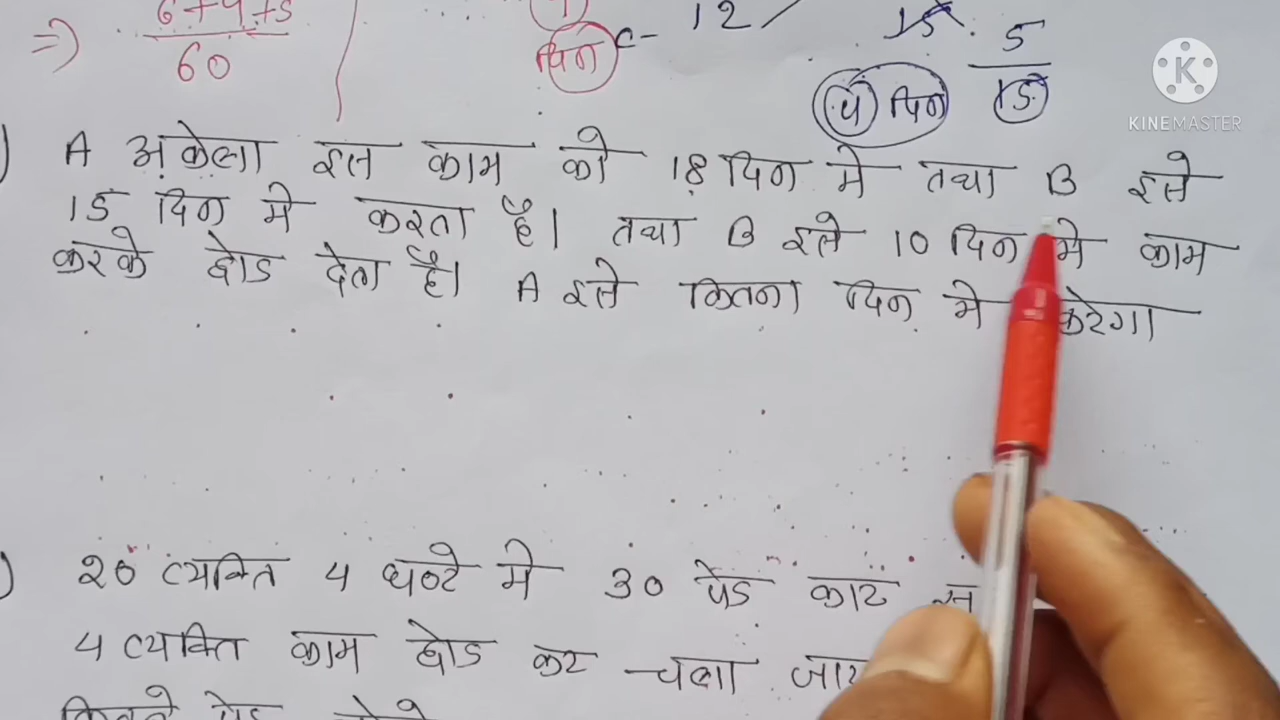 6+4+5
⇒) 60
दिन
c- 12
15. 5
15
4 दिन
KINEMASTER
) A अकेला इस काम को 18 दिन मे तथा B इसे
15 दिन मे करता है। तथा B इसे 10 दिन मे काम
करके छोड देता है। A इसे कितना दिन मे करेगा
) 20 व्यक्ति 4 घण्टे मे 30 पेड काट
4 व्यक्ति काम छोड कर चला
कितने पेड